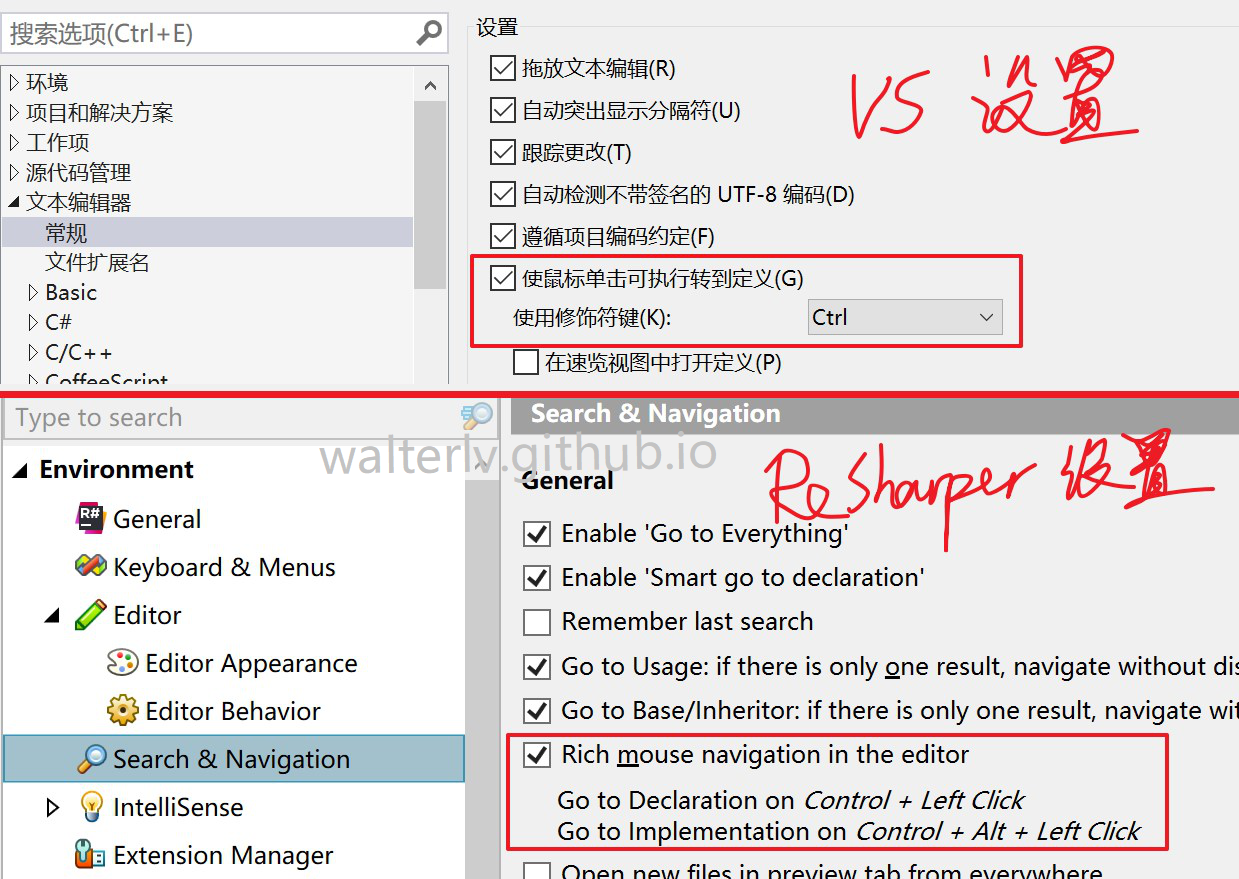 搜索选项(Ctrl+E)
环境
项目和解决方案
工作项
源代码管理
文本编辑器
常规
文件扩展名
Basic
C#
C/C++
CoffeeScript
设置
拖放文本编辑(R)
自动突出显示分隔符(U)
跟踪更改(T)
自动检测不带签名的 UTF-8 编码(D)
遵循项目编码约定(F)
使鼠标单击可执行转到定义(G)
使用修饰符键(K): Ctrl
在速览视图中打开定义(P)
VS 设置
Type to search
Environment
R#
General
Keyboard & Menus
Editor
Editor Appearance
Editor Behavior
Search & Navigation
IntelliSense
Extension Manager
walterlv.github.io
Search & Navigation
General
ReSharper 设置
Enable 'Go to Everything'
Enable 'Smart go to declaration'
Remember last search
Go to Usage: if there is only one result, navigate without dis
Go to Base/Inheritor: if there is only one result, navigate wit
Rich mouse navigation in the editor
Go to Declaration on Control + Left Click
Go to Implementation on Control + Alt + Left Click
Open new files in preview tab from everywhere